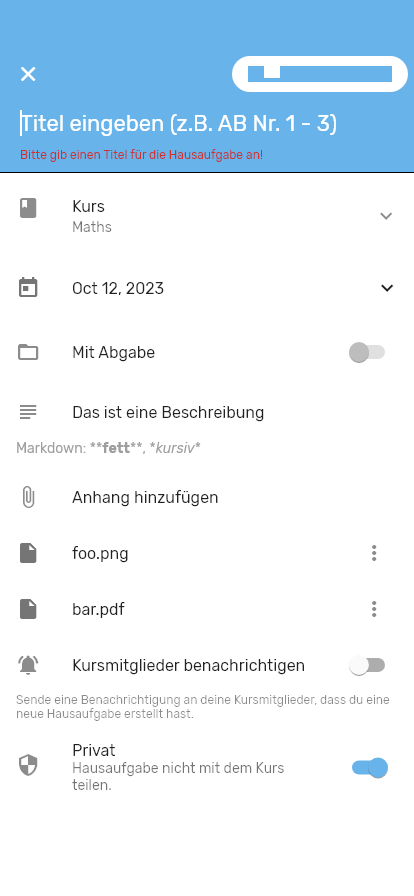 Titel eingeben (z.B. AB Nr. 1 - 3)
Bitte gib einen Titel für die Hausaufgabe an!
Kurs
Maths
Oct 12, 2023
Mit Abgabe
Das ist eine Beschreibung
Markdown: **fett**, *kursiv*
Anhang hinzufügen
foo.png
bar.pdf
Kursmitglieder benachrichtigen
Sende eine Benachrichtigung an deine Kursmitglieder, dass du eine
neue Hausaufgabe erstellt hast.
Privat
Hausaufgabe nicht mit dem Kurs
teilen.